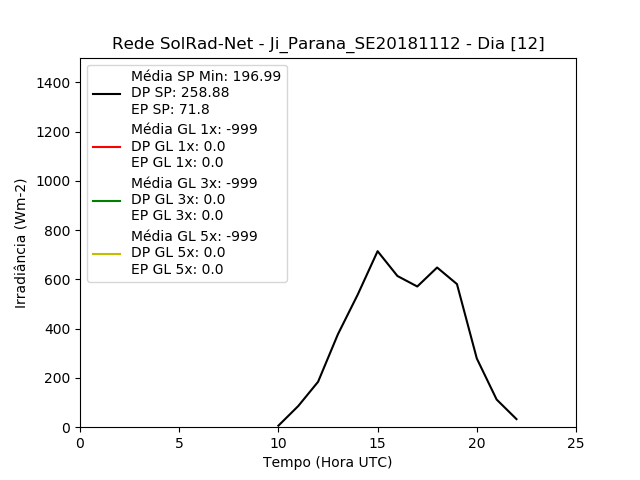 Rede SolRad-Net - Ji_Parana_SE20181112 - Dia [12]
Média SP Min: 196.99
DP SP: 258.88
EP SP: 71.8
Média GL 1x: -999
DP GL 1x: 0.0
EP GL 1x: 0.0
Média GL 3x: -999
DP GL 3x: 0.0
EP GL 3x: 0.0
Média GL 5x: -999
DP GL 5x: 0.0
EP GL 5x: 0.0
Irradiância (Wm-2)
1400
1200
1000
800
600
400
200
0
0 5 10 15 20 25
Tempo (Hora UTC)